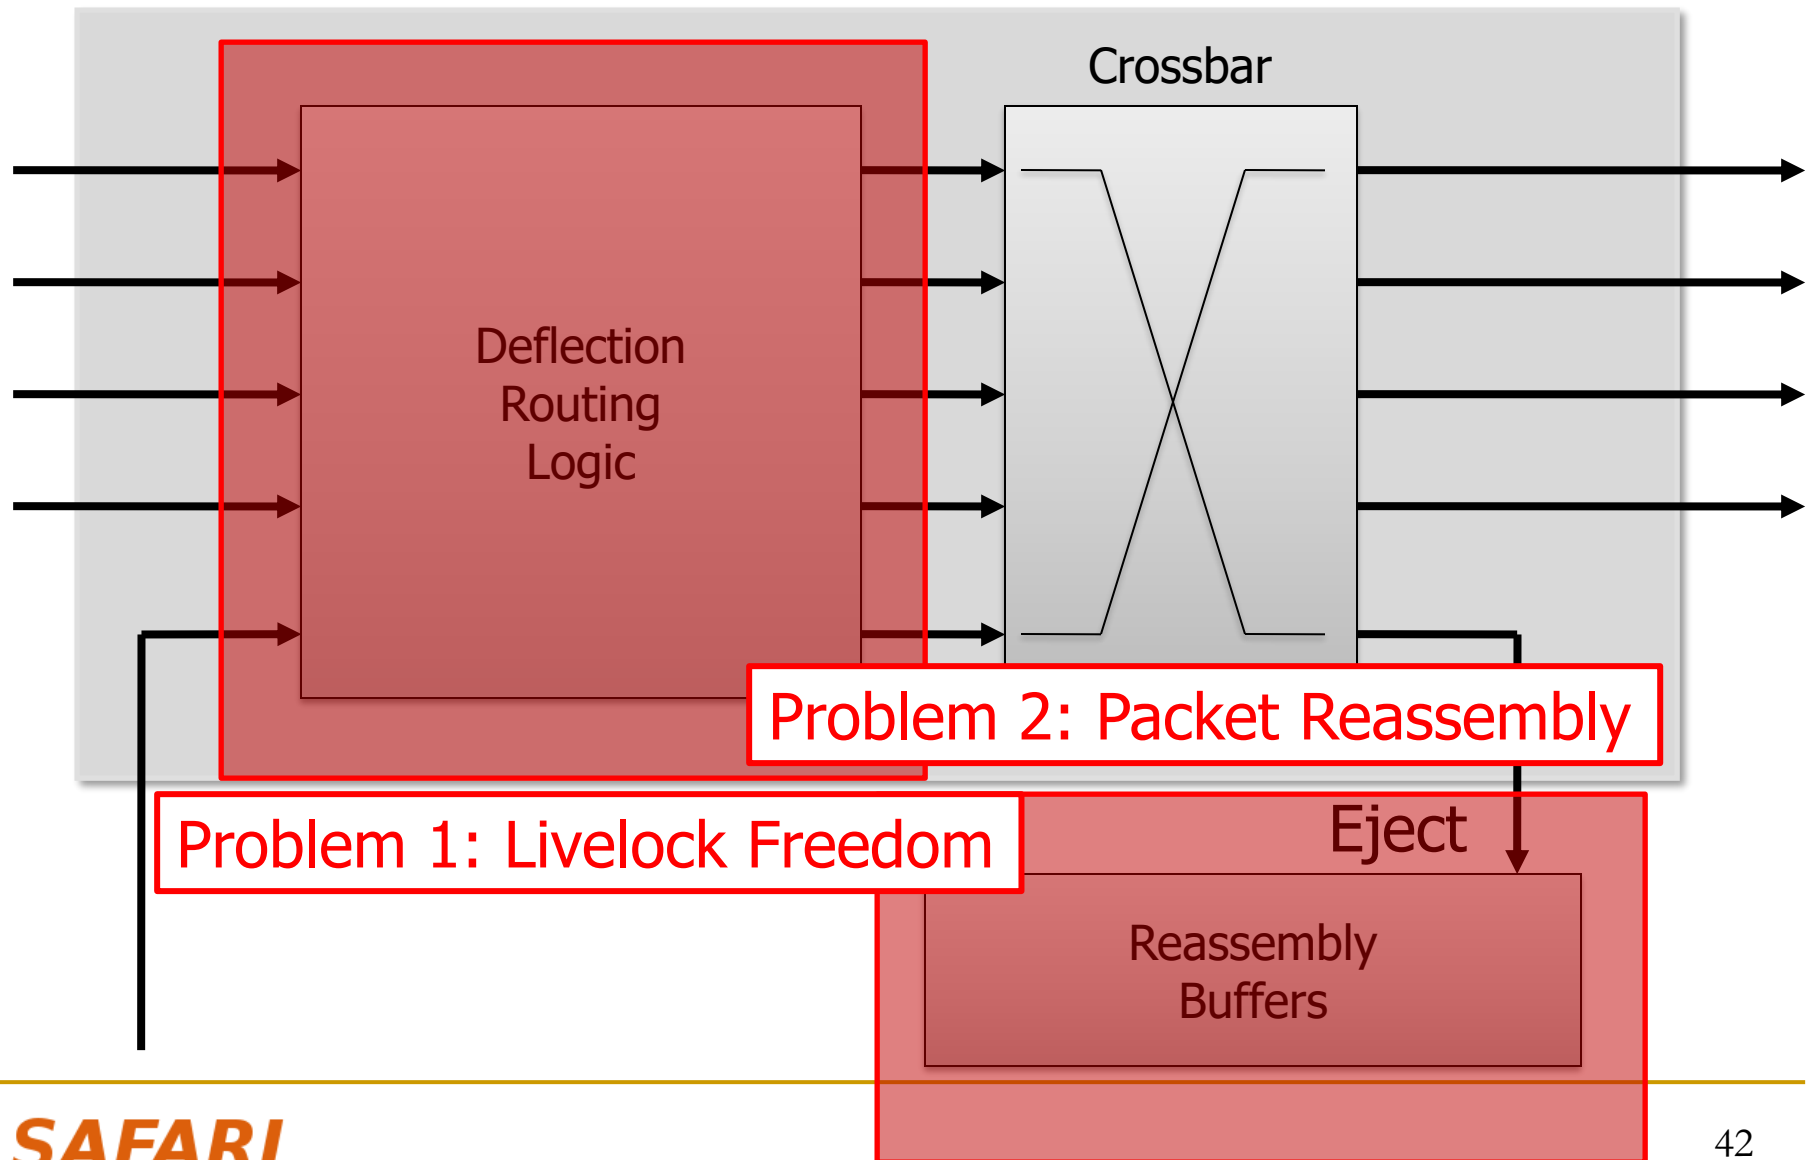 Crossbar
Deflection
Routing
Logic
Problem 2: Packet Reassembly
Problem 1: Livelock Freedom
Eject
Reassembly
Buffers
SAFARI
42